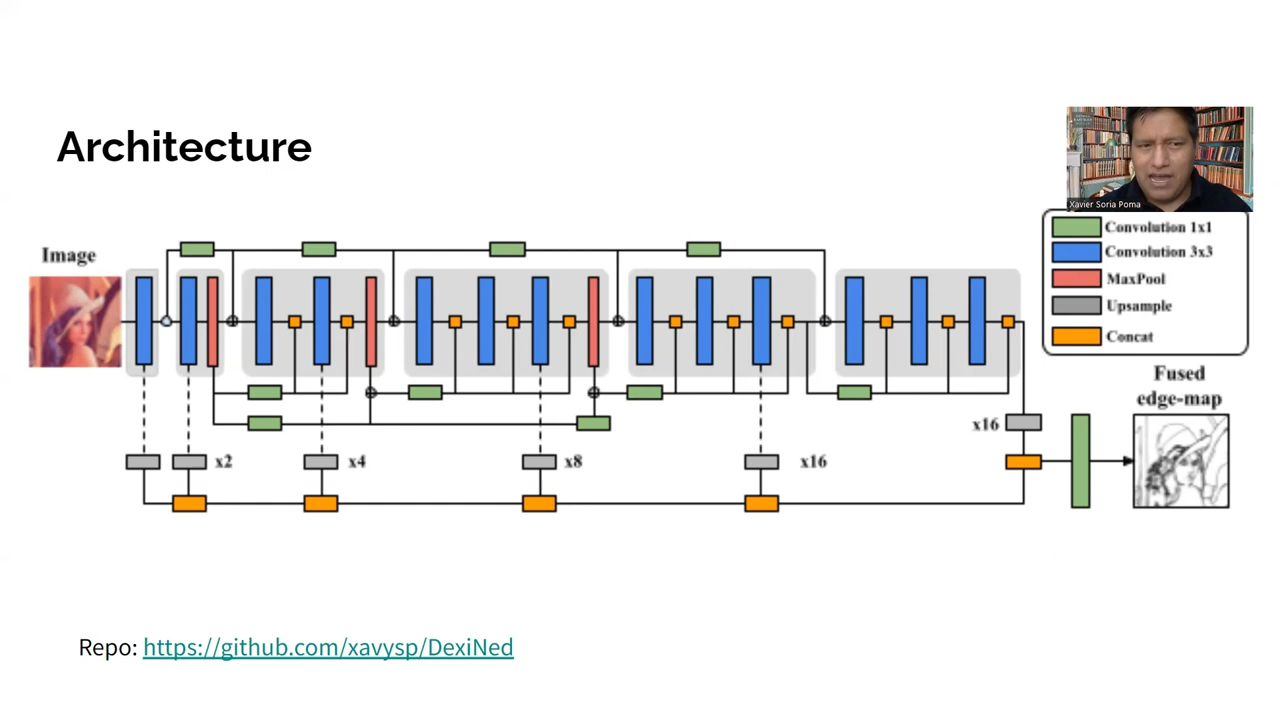 Architecture
Xavier Soria Poma
Image
Convolution 1x1
Convolution 3x3
MaxPool
Upsample
Concat
Fused
edge-map
x16
x2
x4
x8
x16
Repo: https://github.com/xavysp/DexiNed